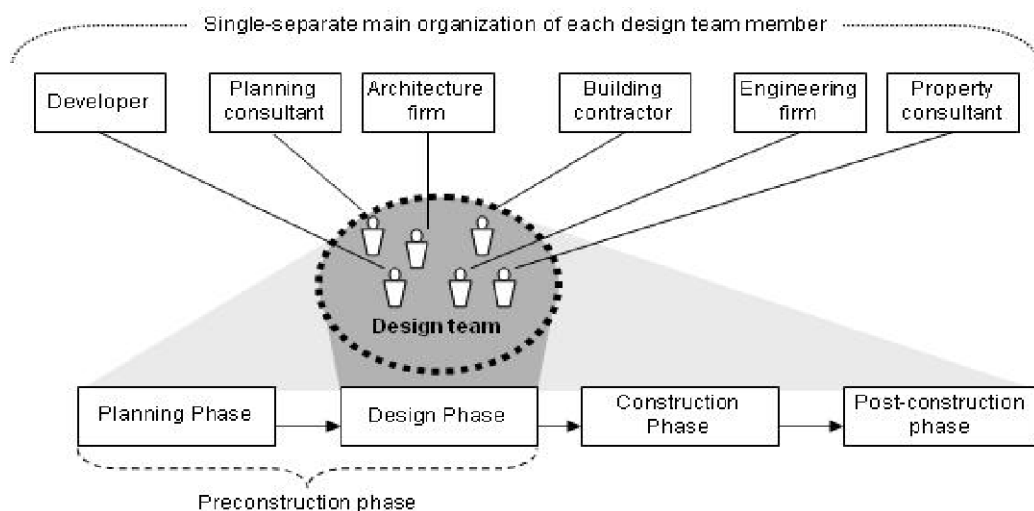 Single-separate main organization of each design team member
Developer
Planning
consultant
Architecture
firm
Building
contractor
Engineering
firm
Property
consultant
Design team
Planning Phase
Design Phase
Construction
Phase
Post-construction
phase
Preconstruction phase